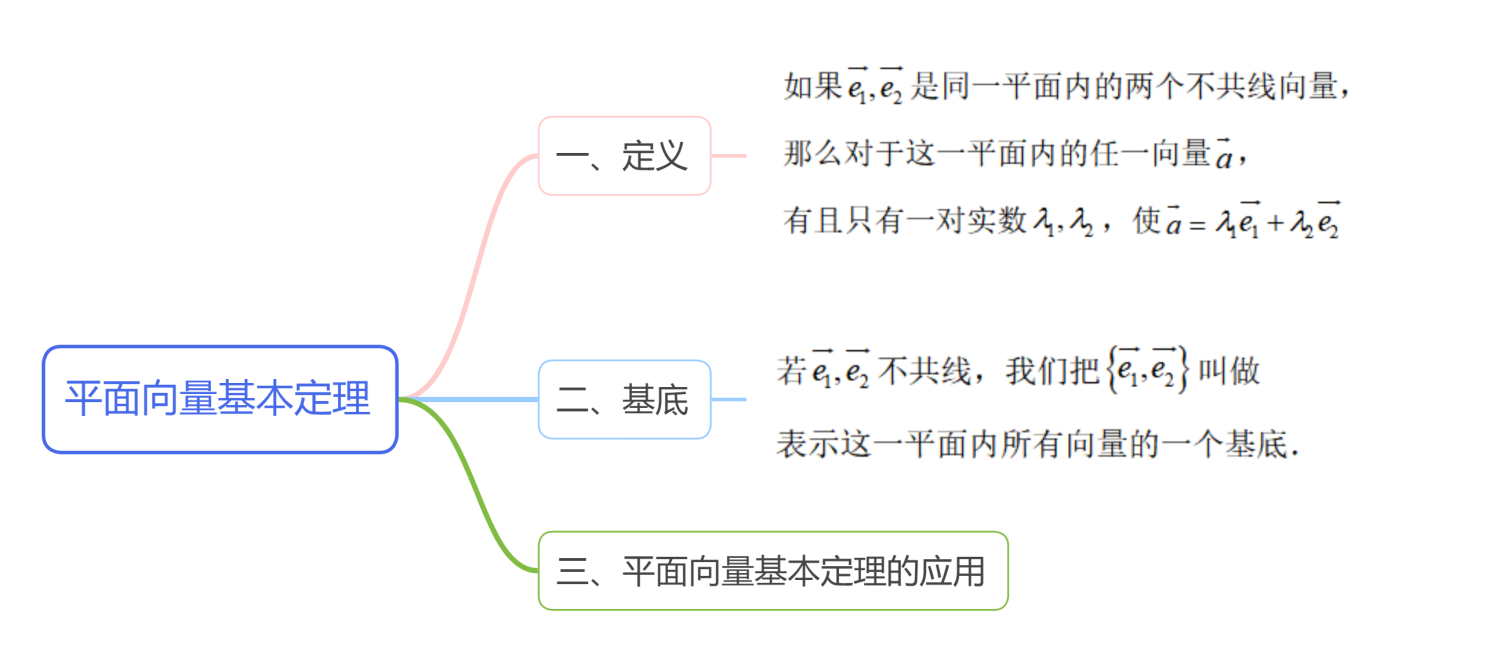 如果$\overrightarrow{e_1},\overrightarrow{e_2}$是同一平面内的两个不共线向量，
一、定义
那么对于这一平面内的任一向量$\vec{a}$，
有且只有一对实数$\lambda_1,\lambda_2$，使$\vec{a}=\lambda_1\overrightarrow{e_1}+\lambda_2\overrightarrow{e_2}$
平面向量基本定理
二、基底
若$\overrightarrow{e_1},\overrightarrow{e_2}$不共线，我们把$\{\overrightarrow{e_1},\overrightarrow{e_2}\}$叫做
表示这一平面内所有向量的一个基底.
三、平面向量基本定理的应用